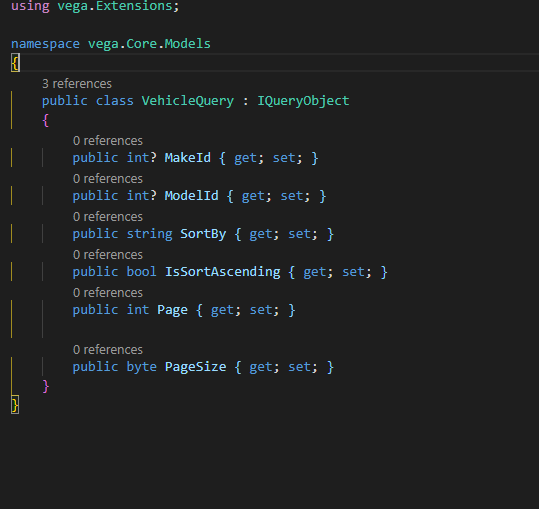 using vega.Extensions;
namespace vega.Core.Models
{
3 references
public class VehicleQuery : IQueryObject
{
0 references
public int? MakeId { get; set; }
0 references
public int? ModelId { get; set; }
0 references
public string SortBy { get; set; }
0 references
public bool IsSortAscending { get; set; }
0 references
public int Page { get; set; }
0 references
public byte PageSize { get; set; }
}
}